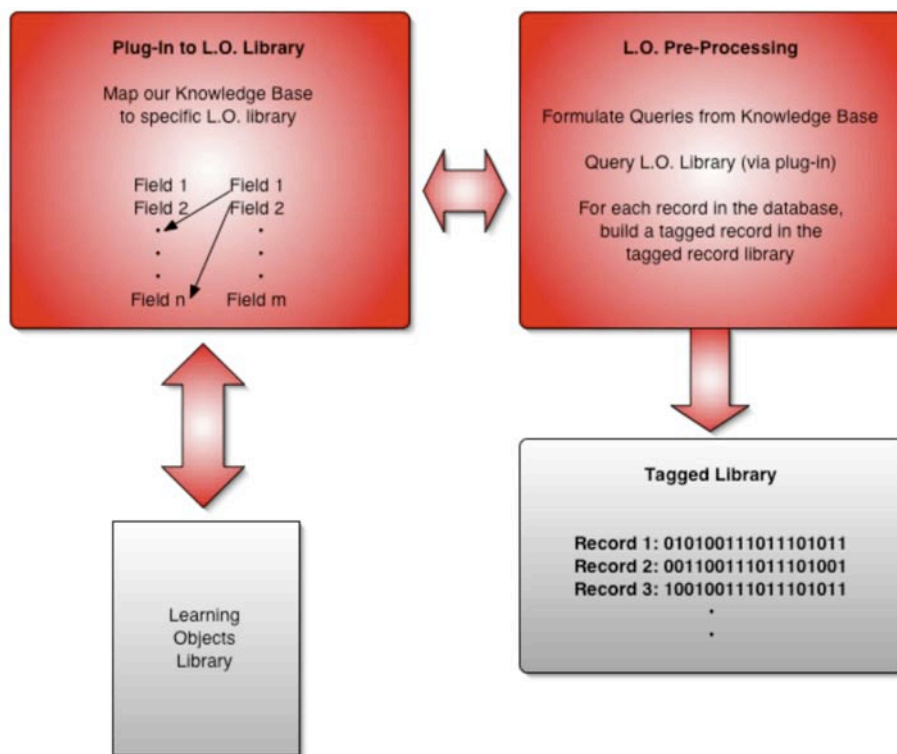 Plug-In to L.O. Library
Map our Knowledge Base
to specific L.O. library
Field 1 Field 1
Field 2 Field 2
. .
. .
. .
Field n Field m
L.O. Pre-Processing
Formulate Queries from Knowledge Base
Query L.O. Library (via plug-in)
For each record in the database,
build a tagged record in the
tagged record library
Learning
Objects
Library
Tagged Library
Record 1: 010100111011101011
Record 2: 001100111011101001
Record 3: 100100111011101011
.
.